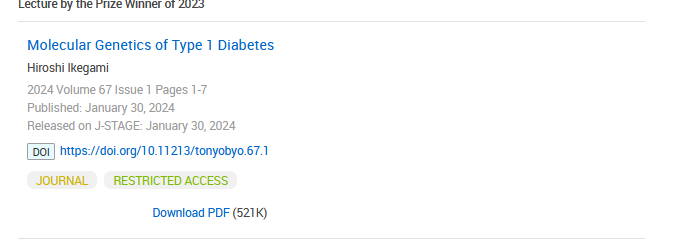 Lecture by the Prize Winner of 2023
Molecular Genetics of Type 1 Diabetes
Hiroshi Ikegami
2024 Volume 67 Issue 1 Pages 1-7
Published: January 30, 2024
Released on J-STAGE: January 30, 2024
DOI https://doi.org/10.11213/tonyobyo.67.1
JOURNAL RESTRICTED ACCESS
Download PDF (521K)